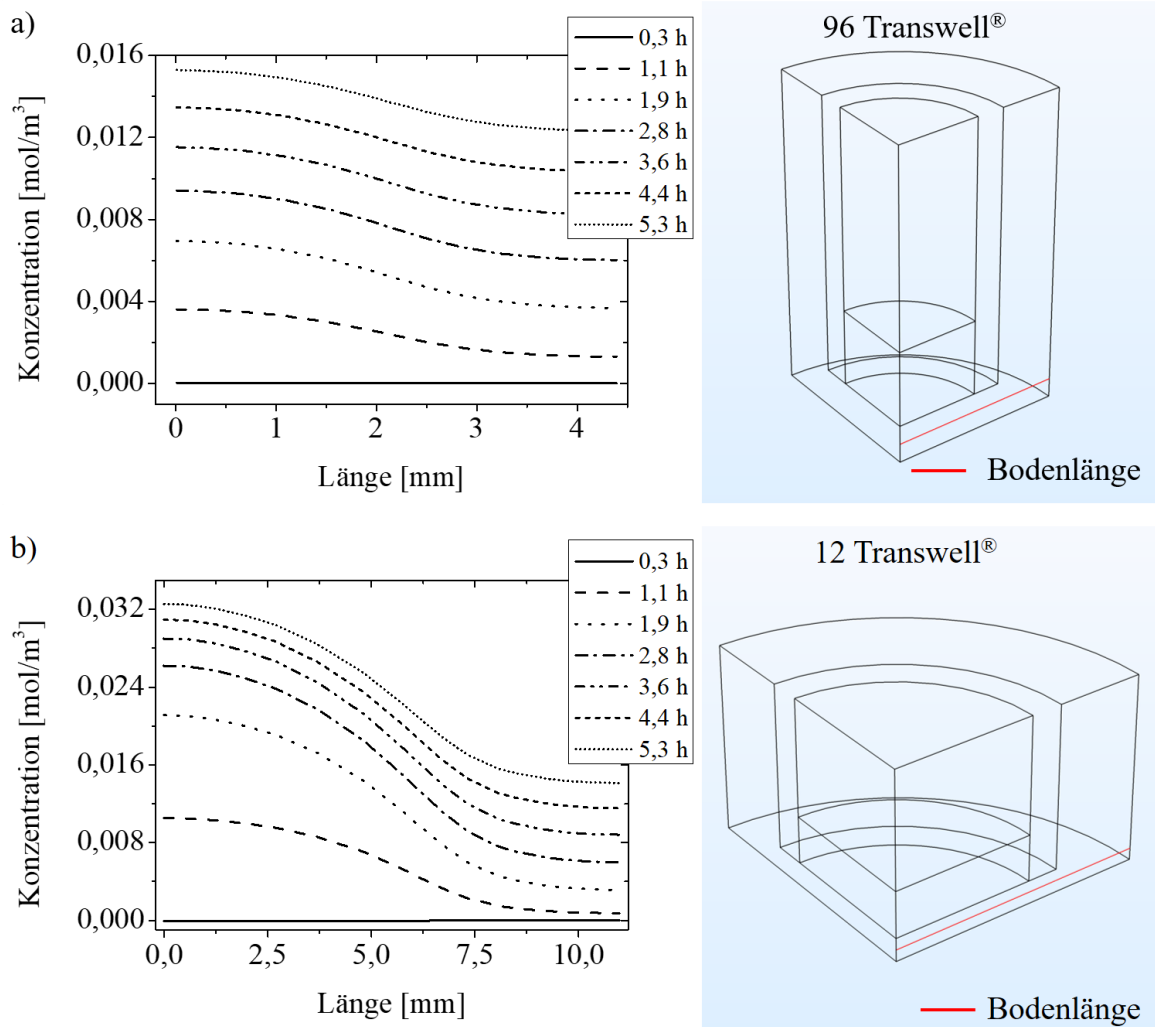 a)
0,016
0,012
0,008
0,004
0,000
Konzentration [mol/m³]
0 1 2 3 4
Länge [mm]
0,3 h
1,1 h
1,9 h
2,8 h
3,6 h
4,4 h
5,3 h
96 Transwell®
Bodenlänge
b)
0,032
0,024
0,016
0,008
0,000
Konzentration [mol/m³]
0,0 2,5 5,0 7,5 10,0
Länge [mm]
0,3 h
1,1 h
1,9 h
2,8 h
3,6 h
4,4 h
5,3 h
12 Transwell®
Bodenlänge